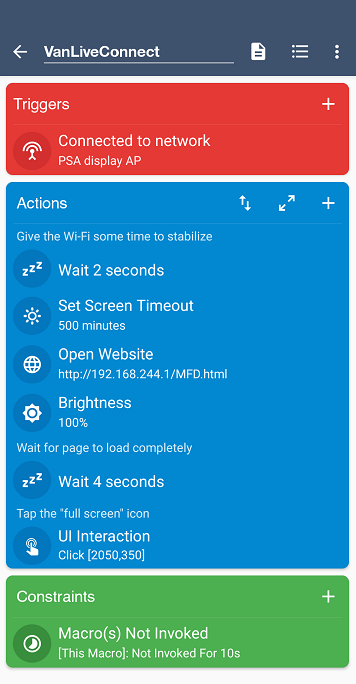 VanLiveConnect
Triggers
Connected to network
PSA display AP
Actions
Give the Wi-Fi some time to stabilize
zzz Wait 2 seconds
Set Screen Timeout
500 minutes
Open Website
http://192.168.244.1/MFD.html
Brightness
100%
Wait for page to load completely
zzz Wait 4 seconds
Tap the "full screen" icon
UI Interaction
Click [2050,350]
Constraints
Macro(s) Not Invoked
[This Macro]: Not Invoked For 10s